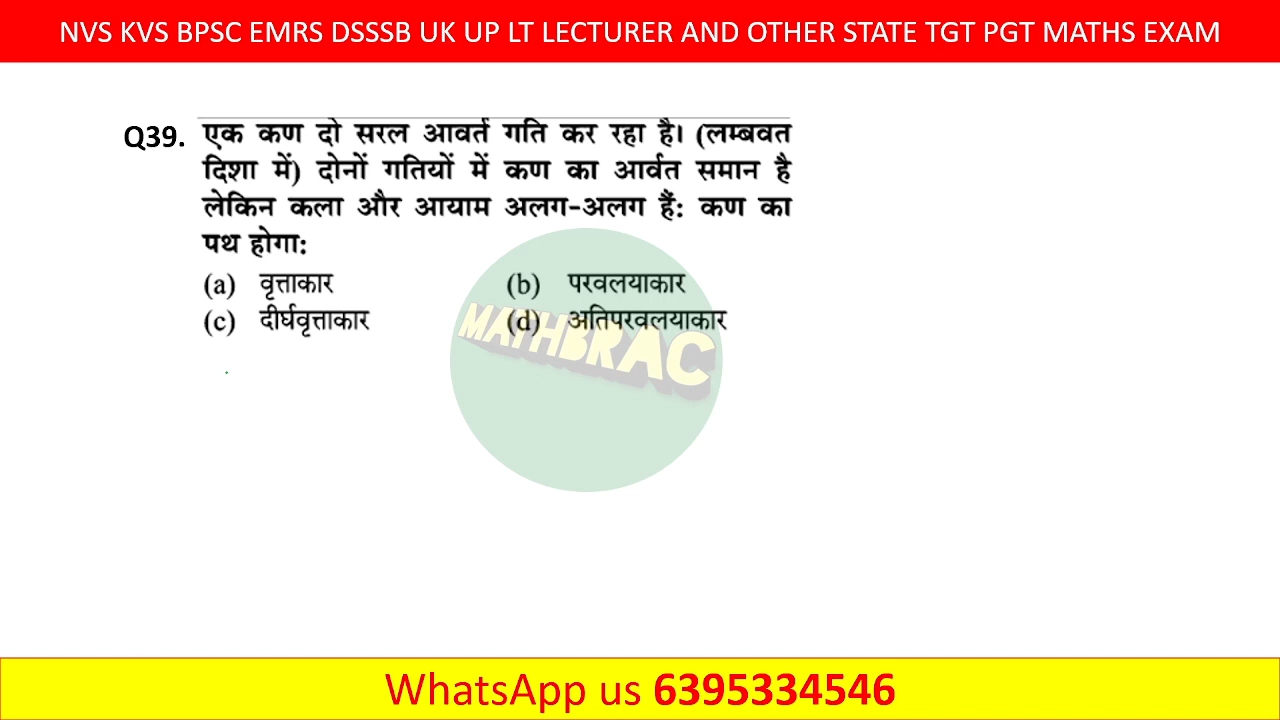 NVS KVS BPSC EMRS DSSSB UK UP LT LECTURER AND OTHER STATE TGT PGT MATHS EXAM
Q39. एक कण दो सरल आवर्त गति कर रहा है। (लम्बवत
दिशा में) दोनों गतियों में कण का आर्वत समान है
लेकिन कला और आयाम अलग-अलग हैं: कण का
पथ होगा:
(a) वृत्ताकार (b) परवलयाकार
(c) दीर्घवृत्ताकार (d) अतिपरवलयाकार
MATHBRAC
WhatsApp us 6395334546